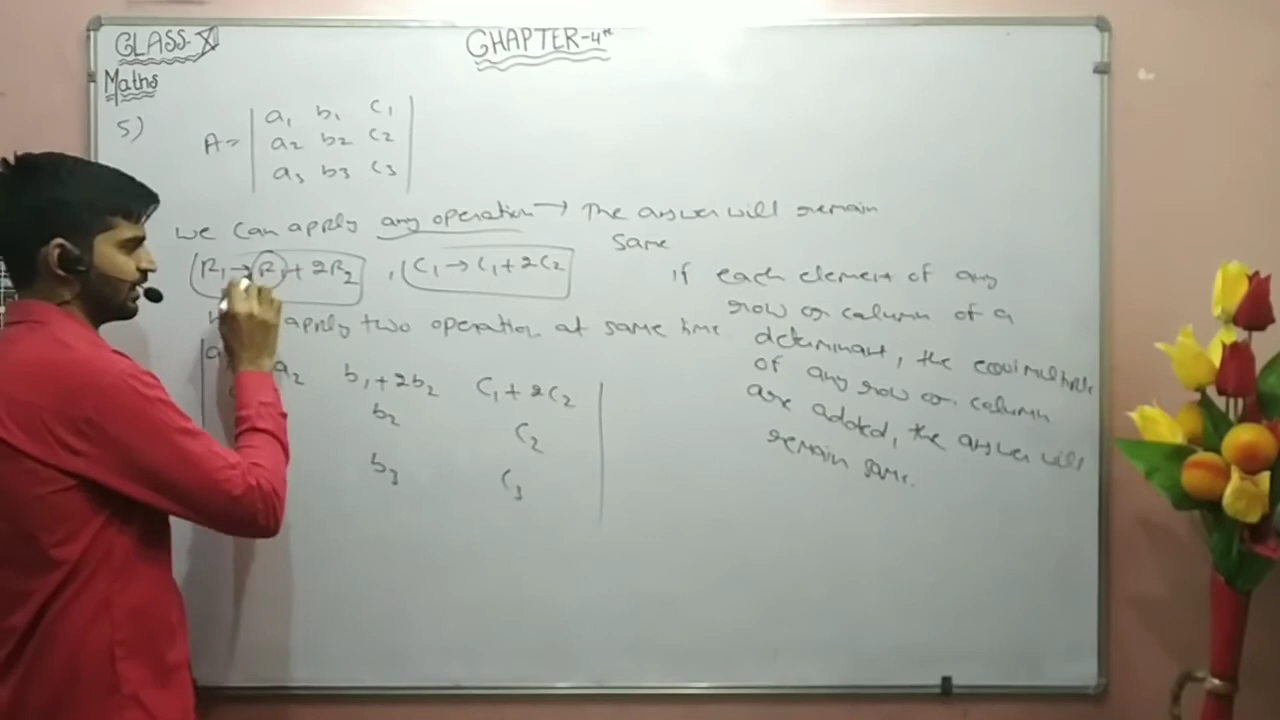 CLASS-XI
CHAPTER-4th
Maths
5)
A= | a₁ b₁ c₁ |
| a₂ b₂ c₂ |
| a₃ b₃ c₃ |
we can apply any operation → The answer will remain same
R₁→R₁+2R₂ , C₁→C₁+2C₂
apply two operation at same time
a₂ b₁+2b₂ c₁+2c₂
b₂ c₂
b₃ c₃
if each element of any
row or column of a
determinant, the equimultiple
of any row or column
are added, the answer will
remain same.